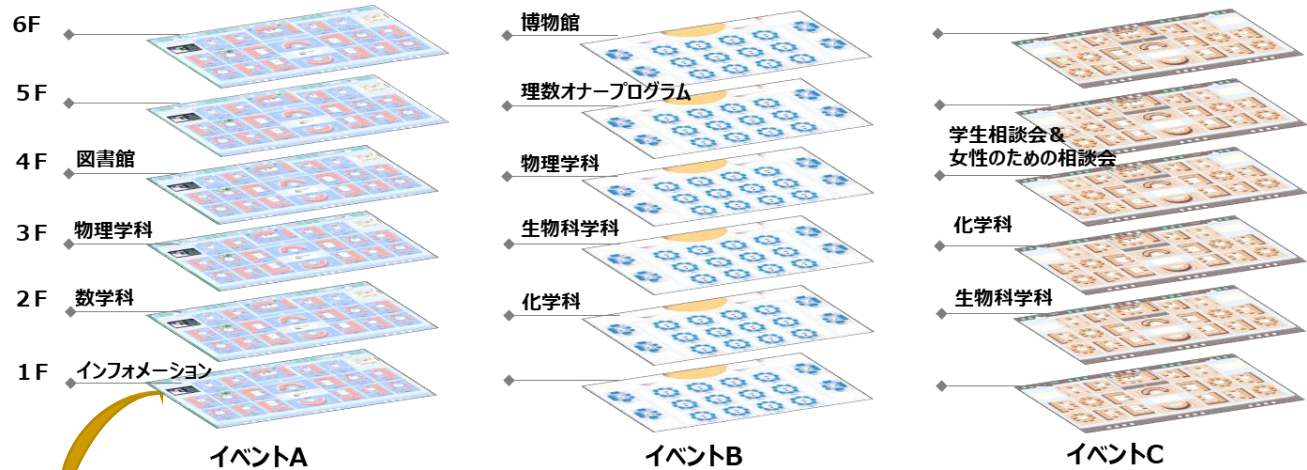 6F
博物館
5F
理数オナープログラム
4F
図書館
物理学科
学生相談会&
女性のための相談会
3F
物理学科
生物科学科
化学科
2F
数学科
化学科
生物科学科
1F
インフォメーション
イベントA
イベントB
イベントC